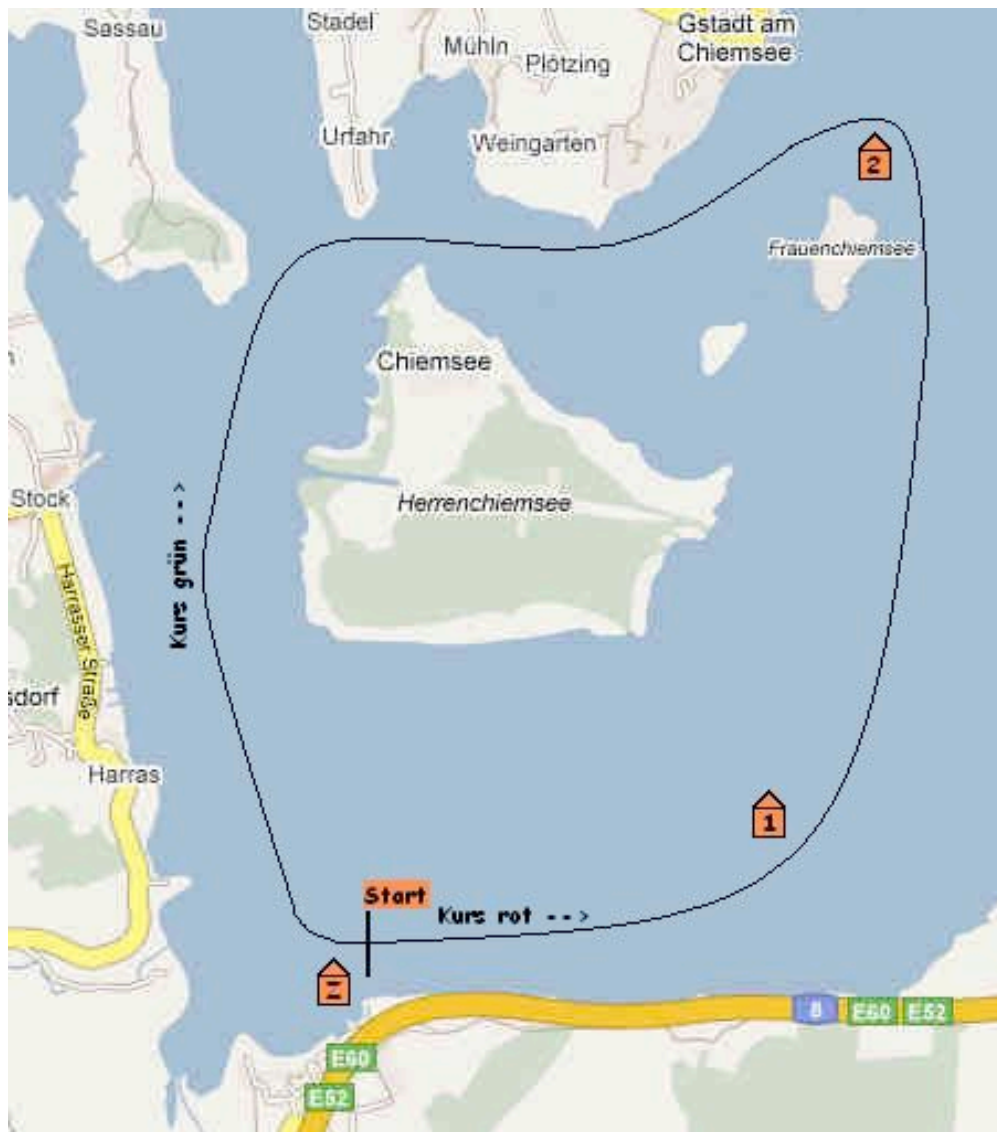 Sassau
Stadel
Mühln
Plötzing
Gstadt am
Chiemsee
Urfahr
Weingarten
2
Frauenchiemsee
Chiemsee
Herrenchiemsee
Stock
Kurs grün -->
Harrasser Straße
sdorf
Harras
1
Start
Kurs rot -->
Z
8
E60
E52
E60
E52